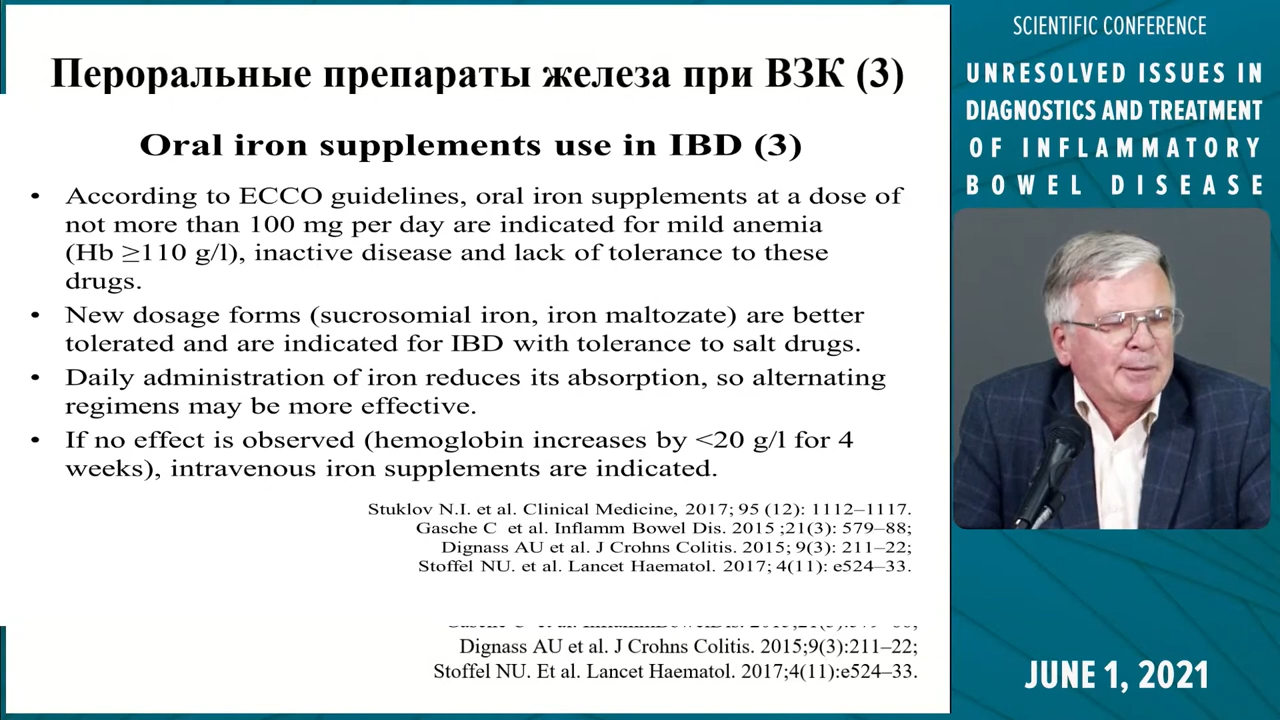 Пероральные препараты железа при ВЗК (3)
Oral iron supplements use in IBD (3)
• According to ECCO guidelines, oral iron supplements at a dose of
not more than 100 mg per day are indicated for mild anemia
(Hb ≥110 g/l), inactive disease and lack of tolerance to these
drugs.
• New dosage forms (sucrosomial iron, iron maltozate) are better
tolerated and are indicated for IBD with tolerance to salt drugs.
• Daily administration of iron reduces its absorption, so alternating
regimens may be more effective.
• If no effect is observed (hemoglobin increases by <20 g/l for 4
weeks), intravenous iron supplements are indicated.
Stuklov N.I. et al. Clinical Medicine, 2017; 95 (12): 1112–1117.
Gasche C et al. Inflamm Bowel Dis. 2015 ;21(3): 579–88;
Dignass AU et al. J Crohns Colitis. 2015; 9(3): 211–22;
Stoffel NU. et al. Lancet Haematol. 2017; 4(11): e524–33.
Dignass AU et al. J Crohns Colitis. 2015;9(3):211–22;
Stoffel NU. Et al. Lancet Haematol. 2017;4(11):e524–33.
SCIENTIFIC CONFERENCE
UNRESOLVED ISSUES IN
DIAGNOSTICS AND TREATMENT
OF INFLAMMATORY
BOWEL DISEASE
JUNE 1, 2021